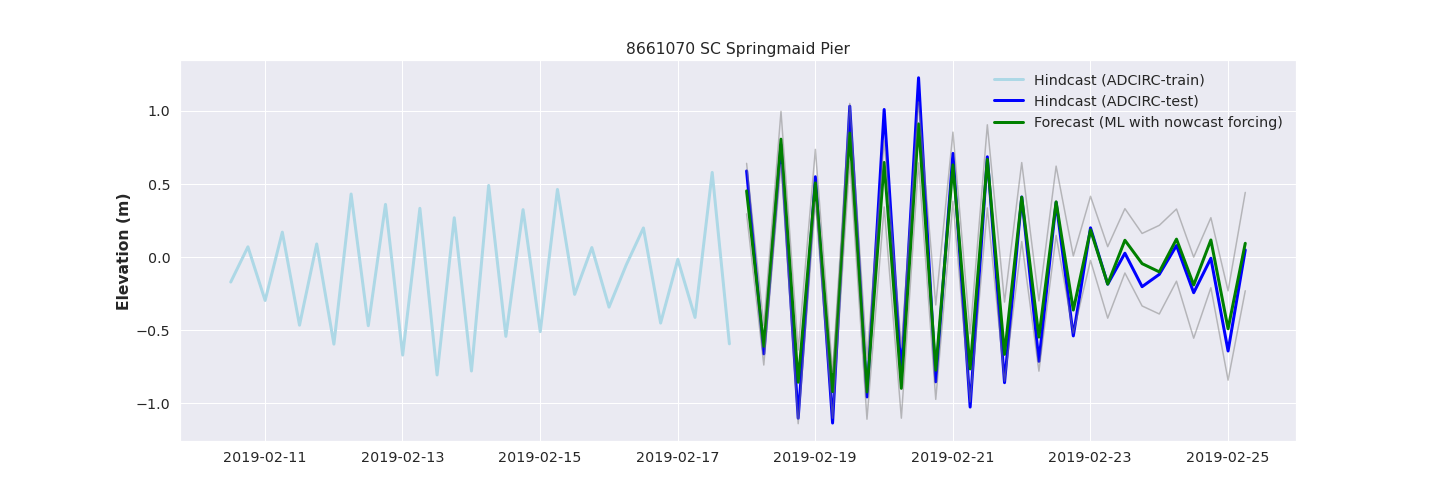 8661070 SC Springmaid Pier
Hindcast (ADCIRC-train)
Hindcast (ADCIRC-test)
Forecast (ML with nowcast forcing)
Elevation (m)
1.0
0.5
0.0
−0.5
−1.0
2019-02-11
2019-02-13
2019-02-15
2019-02-17
2019-02-19
2019-02-21
2019-02-23
2019-02-25